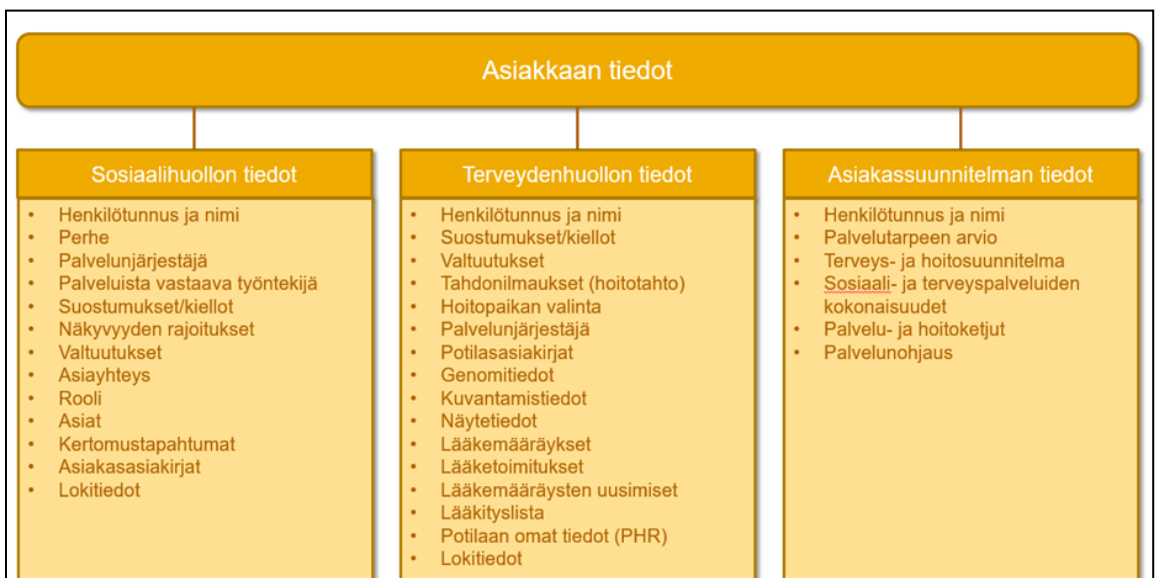 Asiakkaan tiedot
Sosiaalihuollon tiedot
• Henkilötunnus ja nimi
• Perhe
• Palvelunjärjestäjä
• Palveluista vastaava työntekijä
• Suostumukset/kiellot
• Näkyvyyden rajoitukset
• Valtuutukset
• Asiayhteys
• Rooli
• Asiat
• Kertomustapahtumat
• Asiakasasiakirjat
• Lokitiedot
Terveydenhuollon tiedot
• Henkilötunnus ja nimi
• Suostumukset/kiellot
• Valtuutukset
• Tahdonilmaukset (hoitotahto)
• Hoitopaikan valinta
• Palvelunjärjestäjä
• Potilasasiakirjat
• Genomitiedot
• Kuvantamistiedot
• Näytetiedot
• Lääkemääräykset
• Lääketoimitukset
• Lääkemääräysten uusimiset
• Lääkityslista
• Potilaan omat tiedot (PHR)
• Lokitiedot
Asiakassuunnitelman tiedot
• Henkilötunnus ja nimi
• Palvelutarpeen arvio
• Terveys- ja hoitosuunnitelma
• Sosiaali- ja terveyspalveluiden
kokonaisuudet
• Palvelu- ja hoitoketjut
• Palvelunohjaus